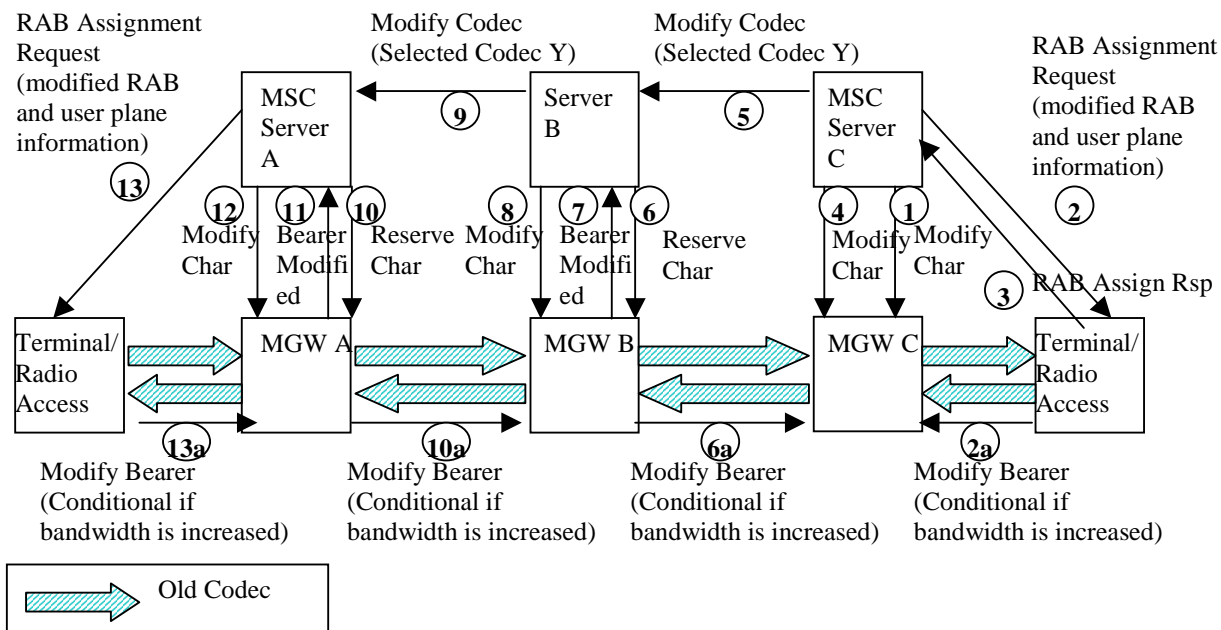 RAB Assignment
Request
(modified RAB
and user plane
information)
Modify Codec
(Selected Codec Y)
Modify Codec
(Selected Codec Y)
RAB Assignment
Request
(modified RAB
and user plane
information)
MSC
Server
A
9
Server
B
5
MSC
Server
C
13
12
11
10
8
7
6
4
1
2
Modify
Char
Bearer
Modifi
ed
Reserve
Char
Modify
Char
Bearer
Modifi
ed
Reserve
Char
Modify
Char
Modify
Char
3
RAB Assign Rsp
Terminal/
Radio
Access
MGW A
MGW B
MGW C
Terminal/
Radio
Access
13a
10a
6a
2a
Modify Bearer
(Conditional if
bandwidth is increased)
Modify Bearer
(Conditional if
bandwidth is increased)
Modify Bearer
(Conditional if
bandwidth is increased)
Modify Bearer
(Conditional if
bandwidth is increased)
Old Codec